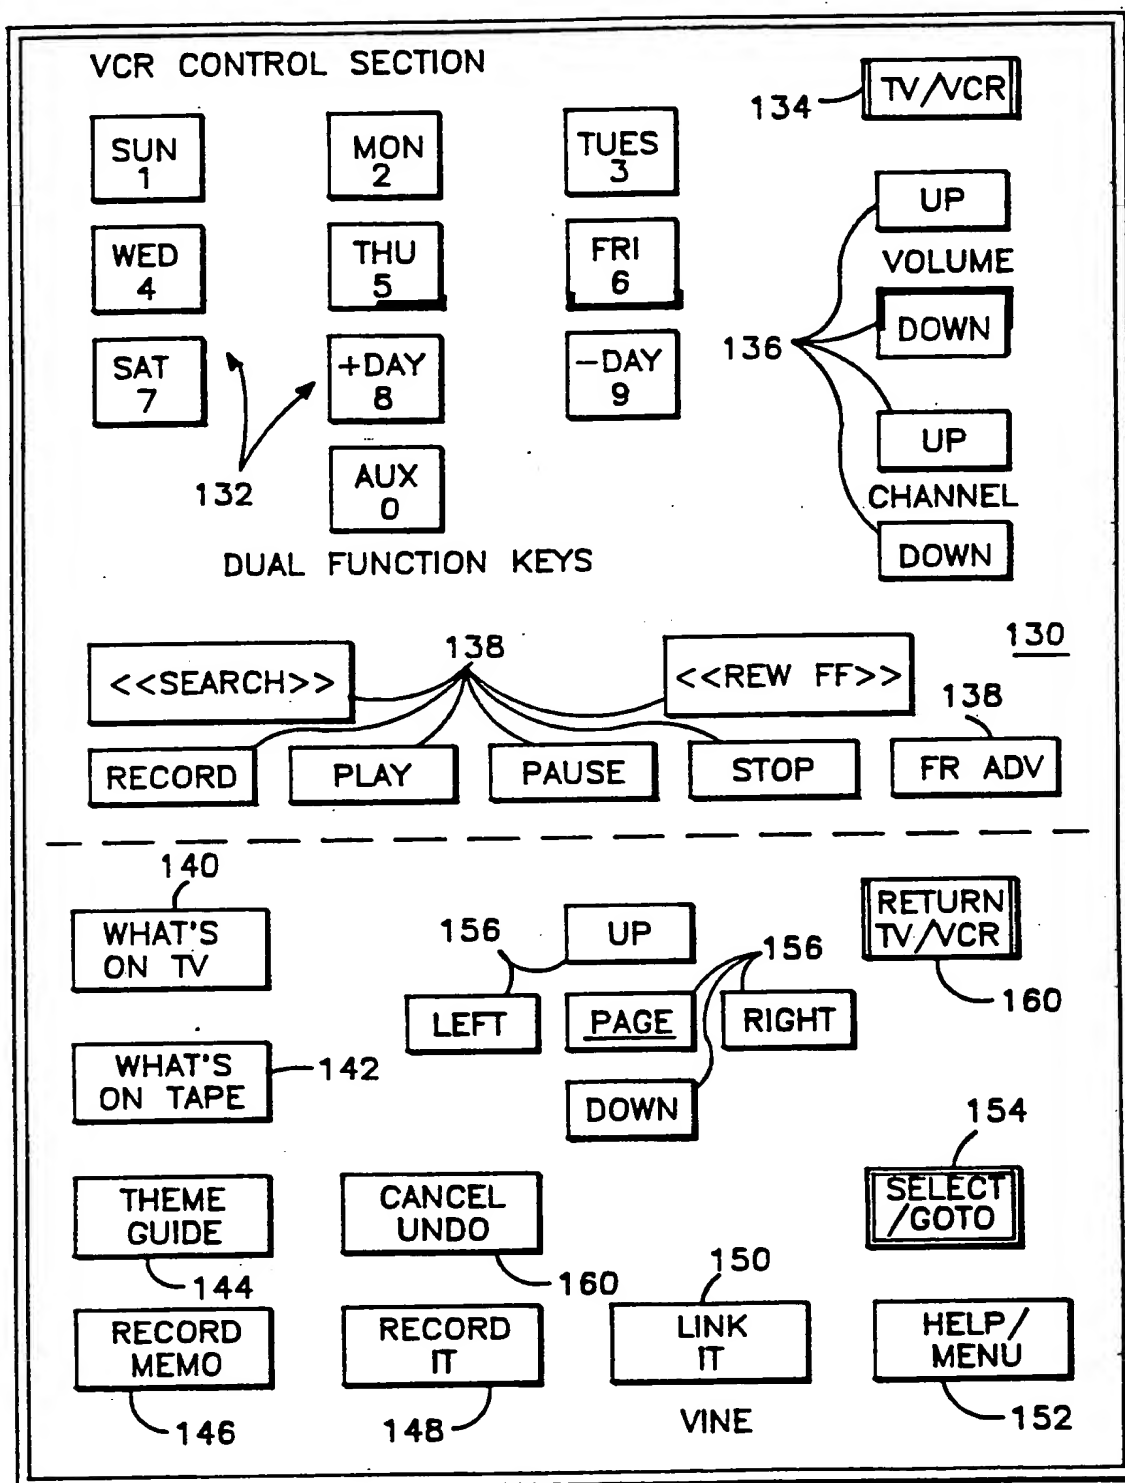 VCR CONTROL SECTION
134
TV/VCR
SUN
1
MON
2
TUES
3
UP
VOLUME
DOWN
WED
4
THU
5
FRI
6
136
SAT
7
+DAY
8
-DAY
9
UP
CHANNEL
DOWN
132
AUX
0
DUAL FUNCTION KEYS
<<SEARCH>>
138
<<REW FF>>
130
138
RECORD
PLAY
PAUSE
STOP
FR ADV
140
WHAT'S
ON TV
156
UP
156
RETURN
TV/VCR
160
LEFT
PAGE
RIGHT
WHAT'S
ON TAPE
142
DOWN
154
THEME
GUIDE
144
CANCEL
UNDO
160
SELECT
/GOTO
150
RECORD
MEMO
146
RECORD
IT
148
LINK
IT
VINE
HELP/
MENU
152